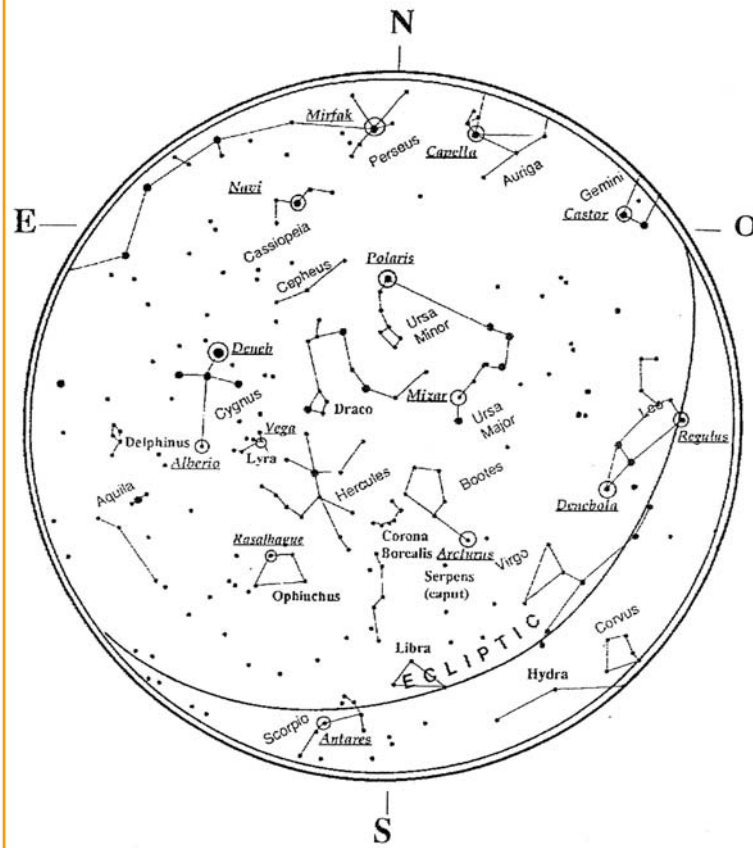 N
Mirfak
Perseus
Capella
Auriga
Navi
Gemini
Castor
E
O
Cassiopeia
Polaris
Cepheus
Ursa
Minor
Deneb
Cygnus
Draco
Mizar
Ursa
Major
Leo
Regulus
Delphinus
Vega
Alberio
Lyra
Hercules
Bootes
Denebola
Aquila
Corona
Borealis
Arcturus
Rasalhague
Serpens
(caput)
Virgo
Ophiuchus
Corvus
Libra
ECLIPTIC
Hydra
Scorpio
Antares
S